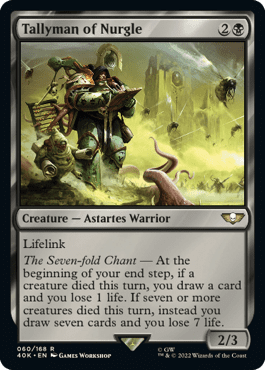 Tallyman of Nurgle 2
Creature — Astartes Warrior
Lifelink
The Seven-fold Chant — At the
beginning of your end step, if a
creature died this turn, you draw a card
and you lose 1 life. If seven or more
creatures died this turn, instead you
draw seven cards and you lose 7 life.
2/3
060/168 R © GW
40K • EN GAMES WORKSHOP ™ & © 2022 Wizards of the Coast